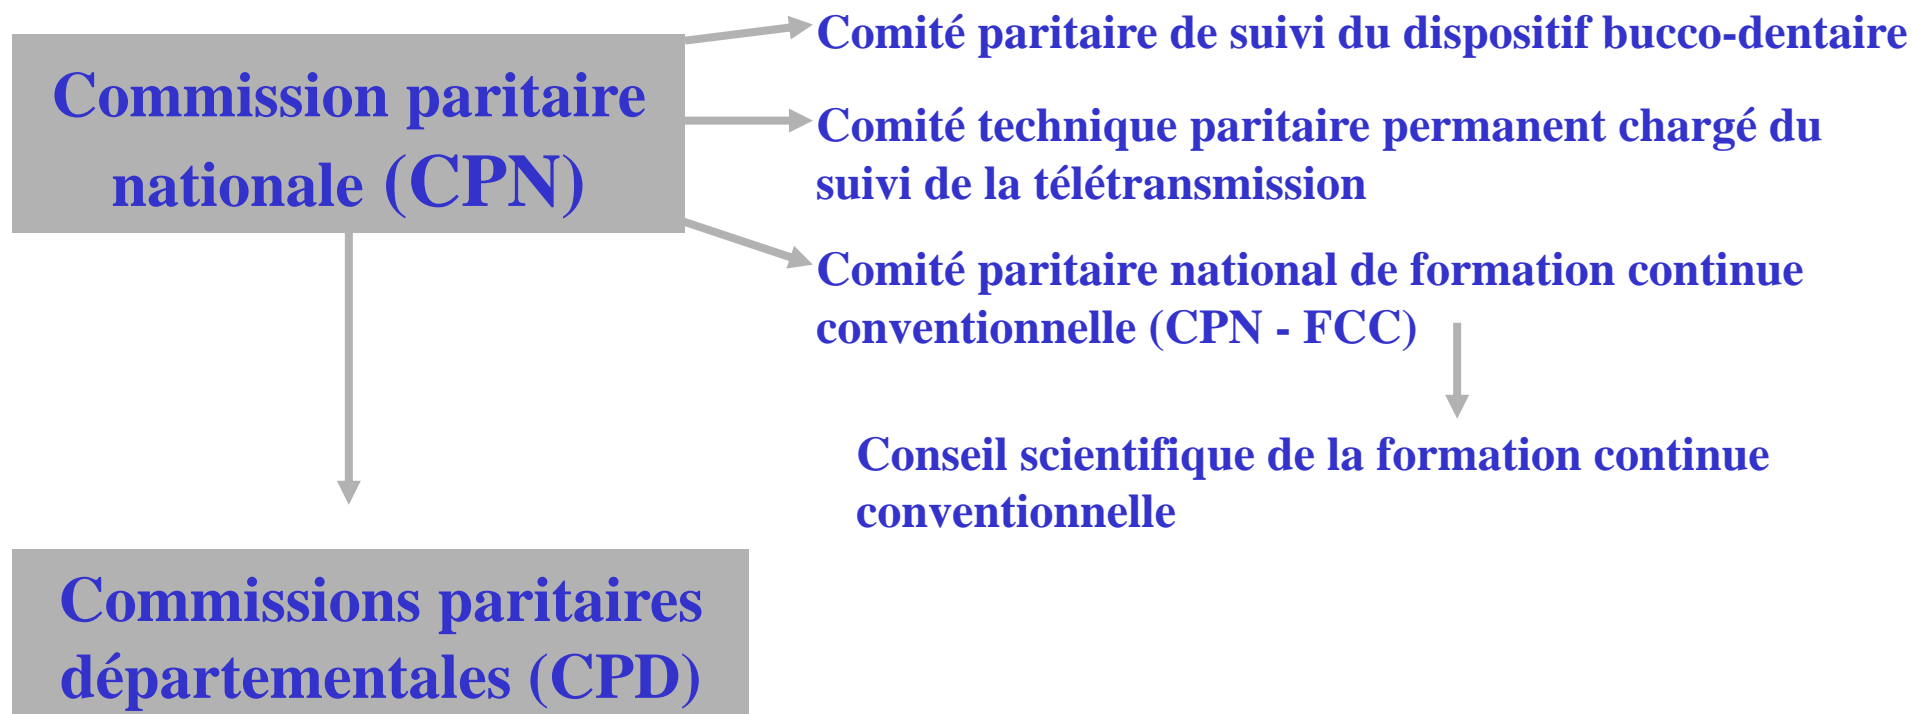 Commission paritaire
nationale (CPN)
Comité paritaire de suivi du dispositif bucco-dentaire
Comité technique paritaire permanent chargé du
suivi de la télétransmission
Comité paritaire national de formation continue
conventionnelle (CPN - FCC)
Conseil scientifique de la formation continue
conventionnelle
Commissions paritaires
départementales (CPD)